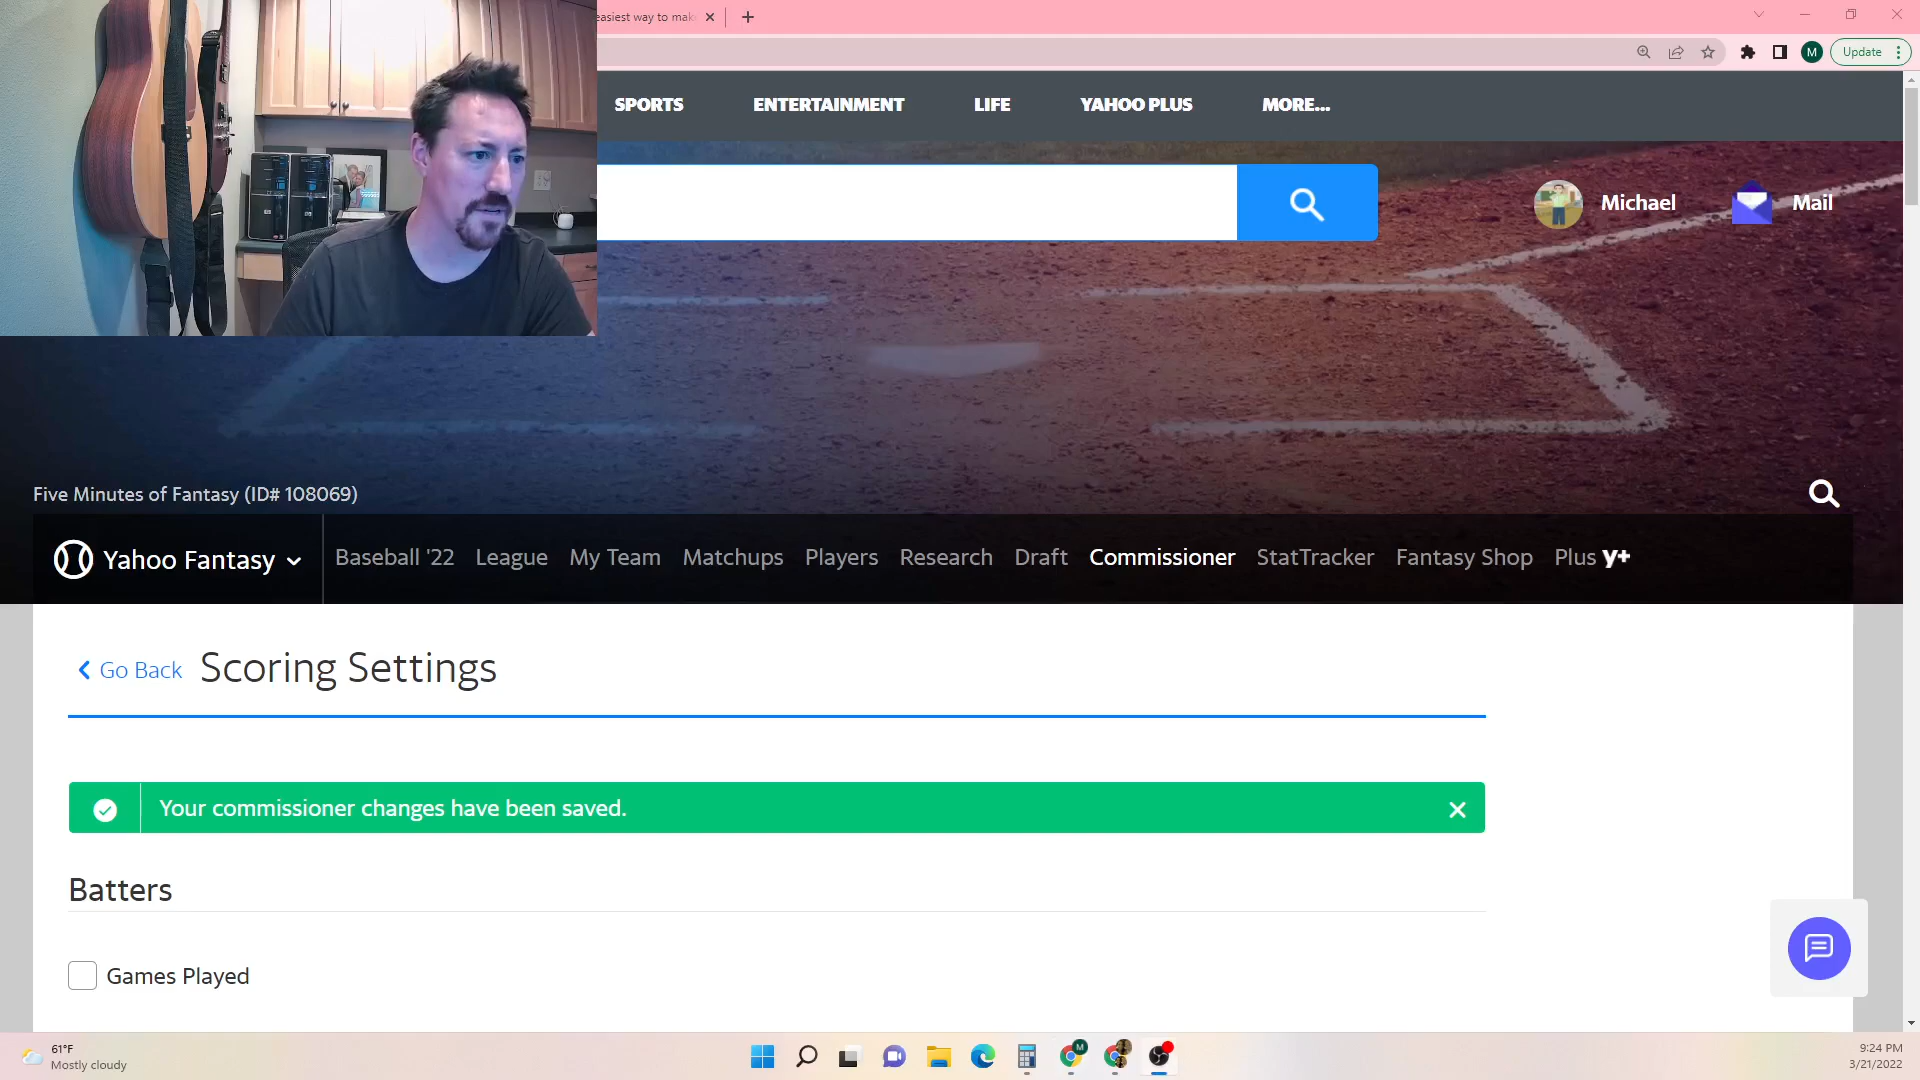 easiest way to mak
Update
M
SPORTS ENTERTAINMENT LIFE YAHOO PLUS MORE...
Michael Mail
Five Minutes of Fantasy (ID# 108069)
Yahoo Fantasy Baseball '22 League My Team Matchups Players Research Draft Commissioner StatTracker Fantasy Shop Plus y+
Go Back Scoring Settings
Your commissioner changes have been saved.
Batters
Games Played
61°F
Mostly cloudy
M
9:24 PM
3/21/2022